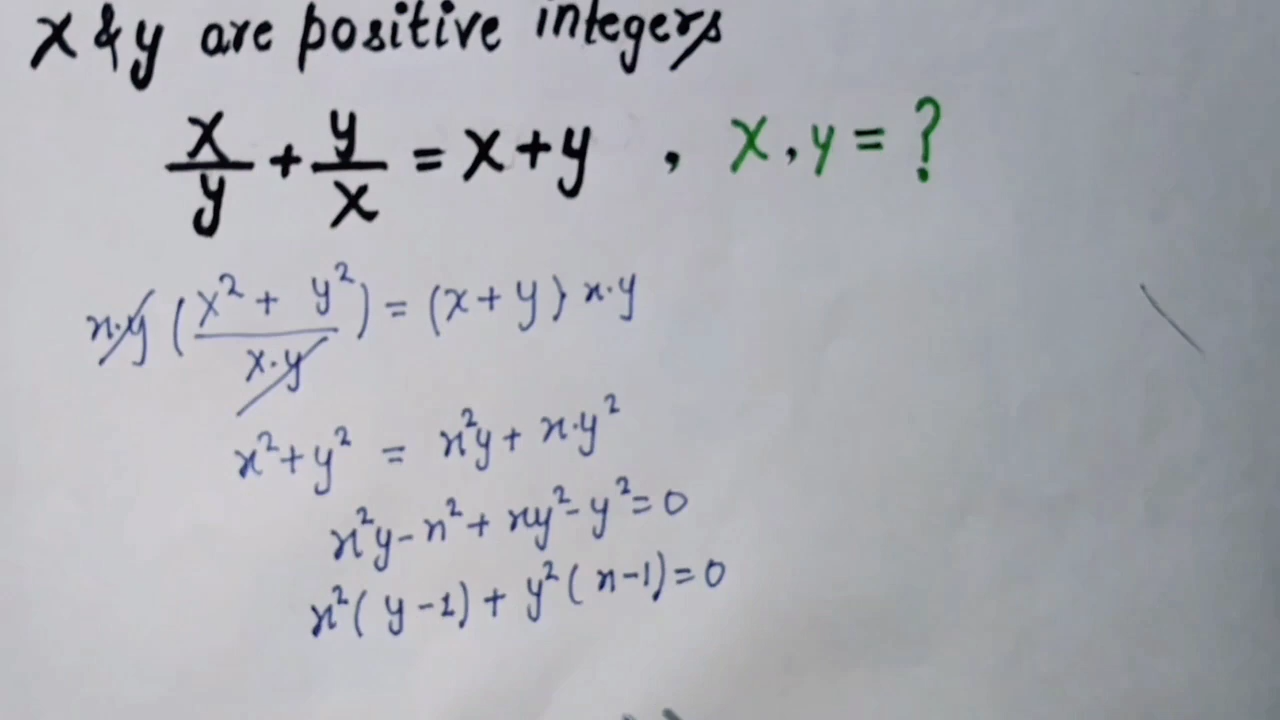 x & y are positive integers
x/y + y/x = x+y , x, y = ?
x·y (x² + y² / x·y) = (x+y) x·y
x²+y² = x²y + x·y²
x²y - x² + xy² - y² = 0
x²(y-1) + y²(x-1) = 0